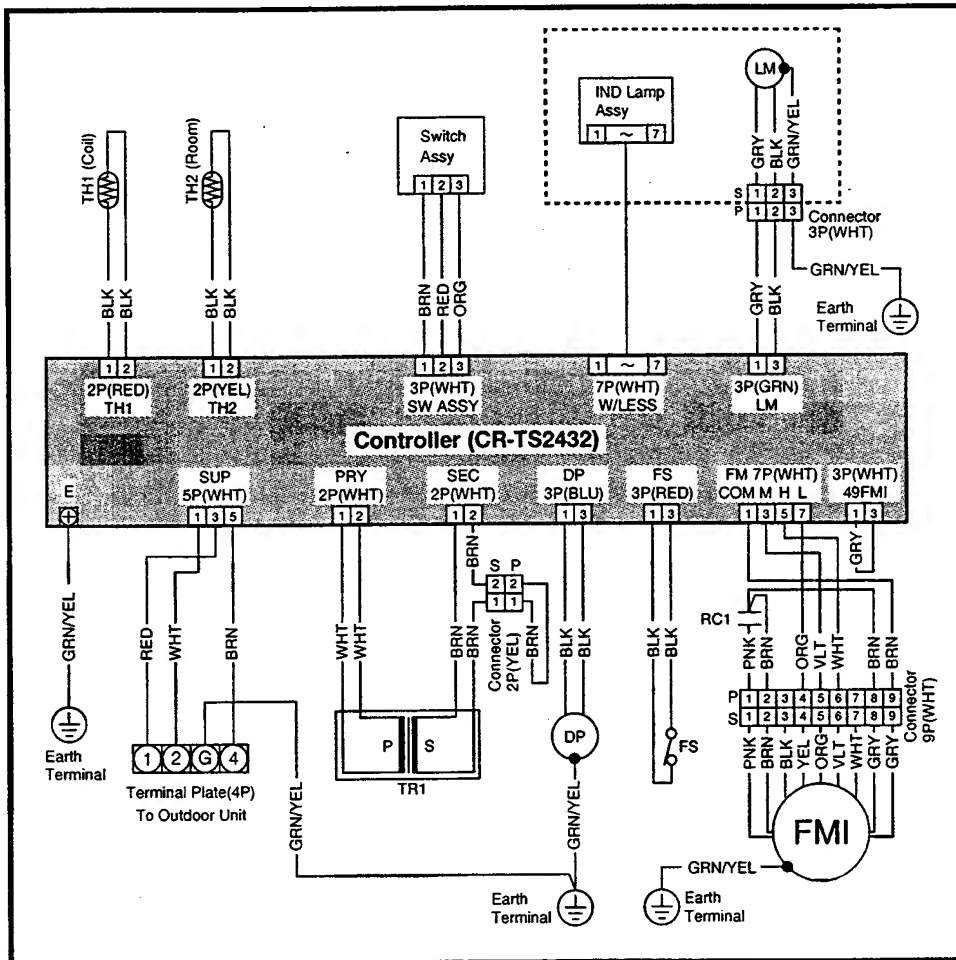 LM
IND Lamp
Assy
1 ~ 7
GRY
BLK
GRN/YEL
Switch
Assy
1 2 3
TH1 (Coil)
TH2 (Room)
S 1 2 3
P 1 2 3
Connector
3P(WHT)
GRN/YEL
Earth
Terminal
BLK
BLK
BLK
BLK
BRN
RED
ORG
GRY
BLK
1 2
2P(RED)
TH1
1 2
2P(YEL)
TH2
1 2 3
3P(WHT)
SW ASSY
1 ~ 7
7P(WHT)
W/LESS
1 3
3P(GRN)
LM
Controller (CR-TS2432)
E
SUP
5P(WHT)
1 3 5
PRY
2P(WHT)
1 2
SEC
2P(WHT)
1 2
DP
3P(BLU)
1 3
FS
3P(RED)
1 3
FM 7P(WHT)
COM M H L
1 3 5 7
3P(WHT)
49FMI
1 3
GRN/YEL
RED
WHT
BRN
WHT
WHT
BRN
BRN
BRN
S P
2 2
1 1
BRN
Connector
2P(YEL)
BLK
BLK
BLK
BLK
GRY
RC1
PNK
BRN
ORG
VLT
WHT
BRN
BRN
P 1 2 3 4 5 6 7 8 9
S 1 2 3 4 5 6 7 8 9
Connector
9P(WHT)
PNK
BRN
BLK
YEL
ORG
VLT
WHT
GRY
GRY
FMI
GRN/YEL
Earth
Terminal
Earth
Terminal
1 2 G 4
Terminal Plate(4P)
To Outdoor Unit
GRN/YEL
P S
TR1
DP
GRN/YEL
FS
Earth
Terminal